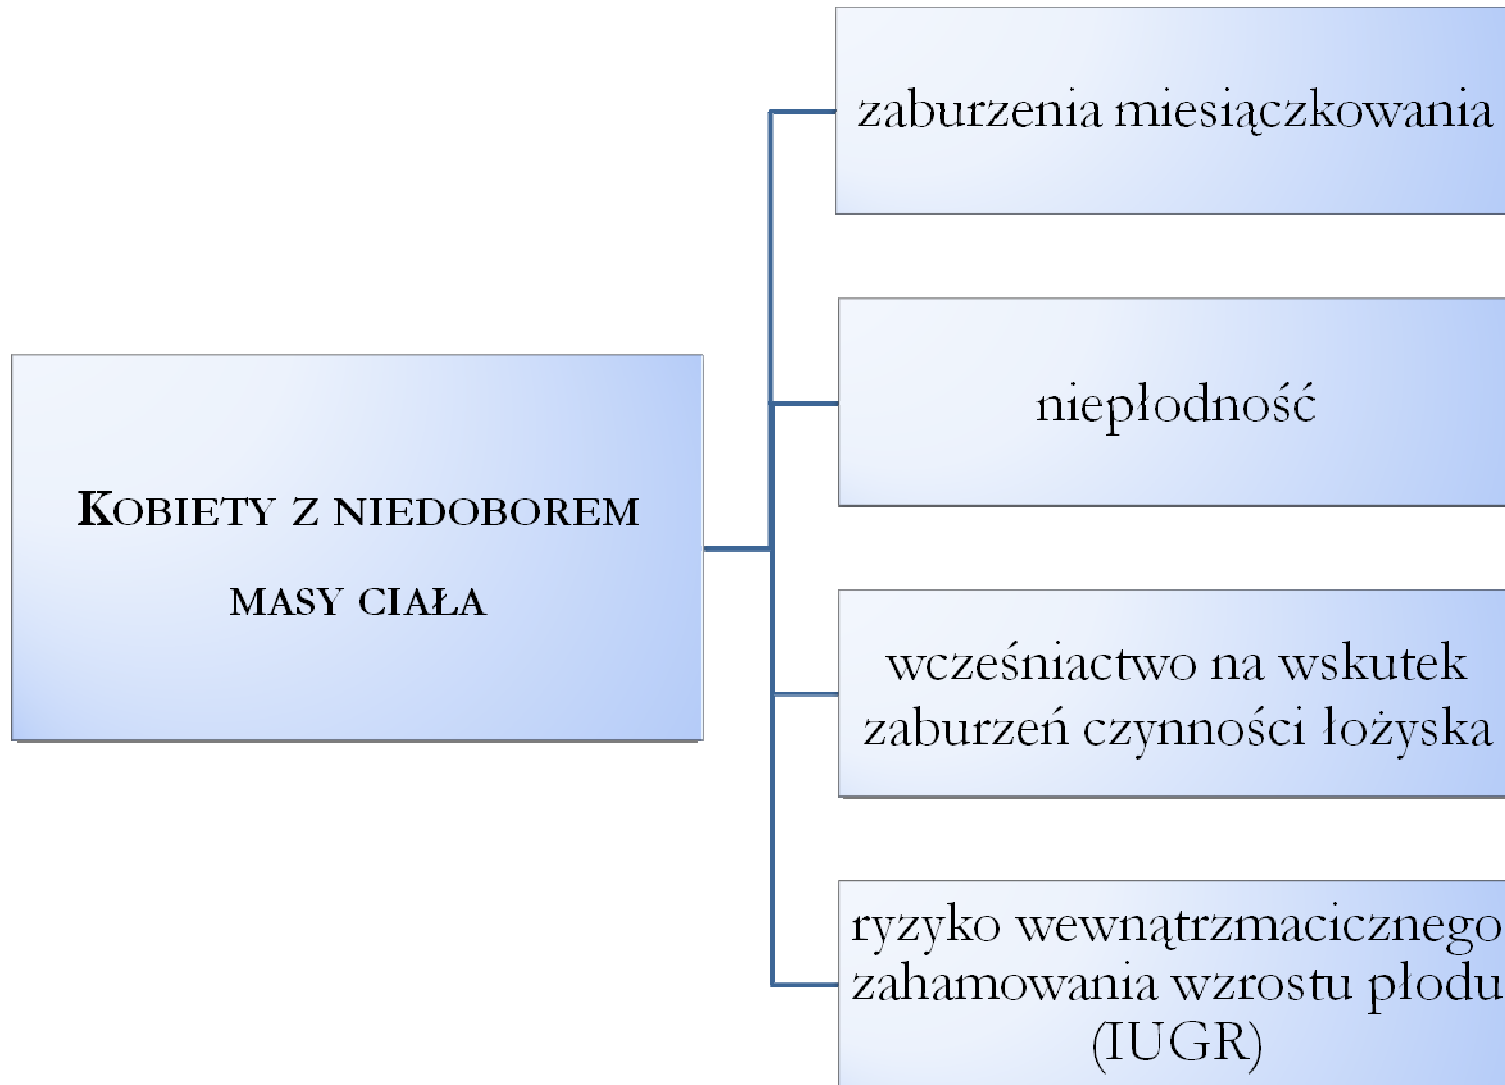 zaburzenia miesiączkowania
niepłodność
KOBIETY Z NIEDOBOREM
MASY CIAŁA
wcześniactwo na wskutek
zaburzeń czynności łożyska
ryzyko wewnątrzmacicznego
zahamowania wzrostu płodu
(IUGR)